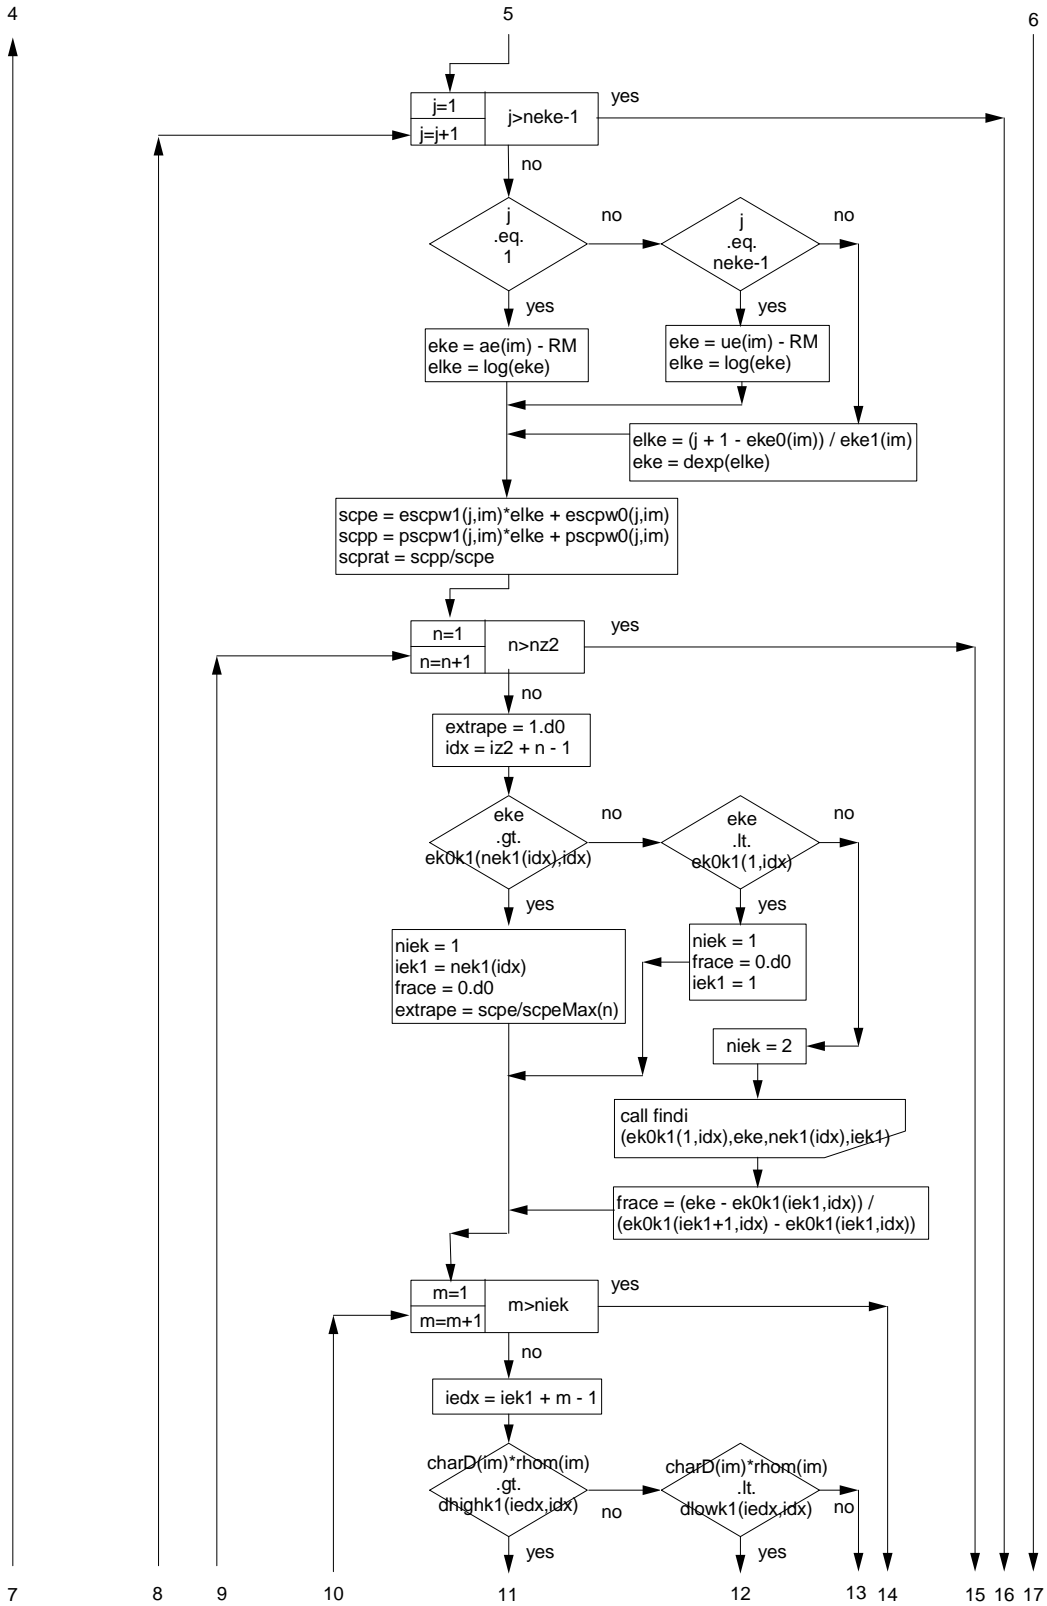 4
5
6
j=1
j=j+1
j>neke-1
yes
no
j
.eq.
1
no
j
.eq.
neke-1
no
yes
yes
eke = ae(im) - RM
elke = log(eke)
eke = ue(im) - RM
elke = log(eke)
elke = (j + 1 - eke0(im)) / eke1(im)
eke = dexp(elke)
scpe = escpw1(j,im)*elke + escpw0(j,im)
scpp = pscpw1(j,im)*elke + pscpw0(j,im)
scprat = scpp/scpe
n=1
n=n+1
n>nz2
yes
no
extrape = 1.d0
idx = iz2 + n - 1
eke
.gt.
ek0k1(nek1(idx),idx)
no
eke
.lt.
ek0k1(1,idx)
no
yes
yes
niek = 1
iek1 = nek1(idx)
frace = 0.d0
extrape = scpe/scpeMax(n)
niek = 1
frace = 0.d0
iek1 = 1
niek = 2
call findi
(ek0k1(1,idx),eke,nek1(idx),iek1)
frace = (eke - ek0k1(iek1,idx)) /
(ek0k1(iek1+1,idx) - ek0k1(iek1,idx))
m=1
m=m+1
m>niek
yes
no
iedx = iek1 + m - 1
charD(im)*rhom(im)
.gt.
dhighk1(iedx,idx)
no
charD(im)*rhom(im)
.lt.
dlowk1(iedx,idx)
no
yes
yes
7
8
9
10
11
12
13
14
15
16
17